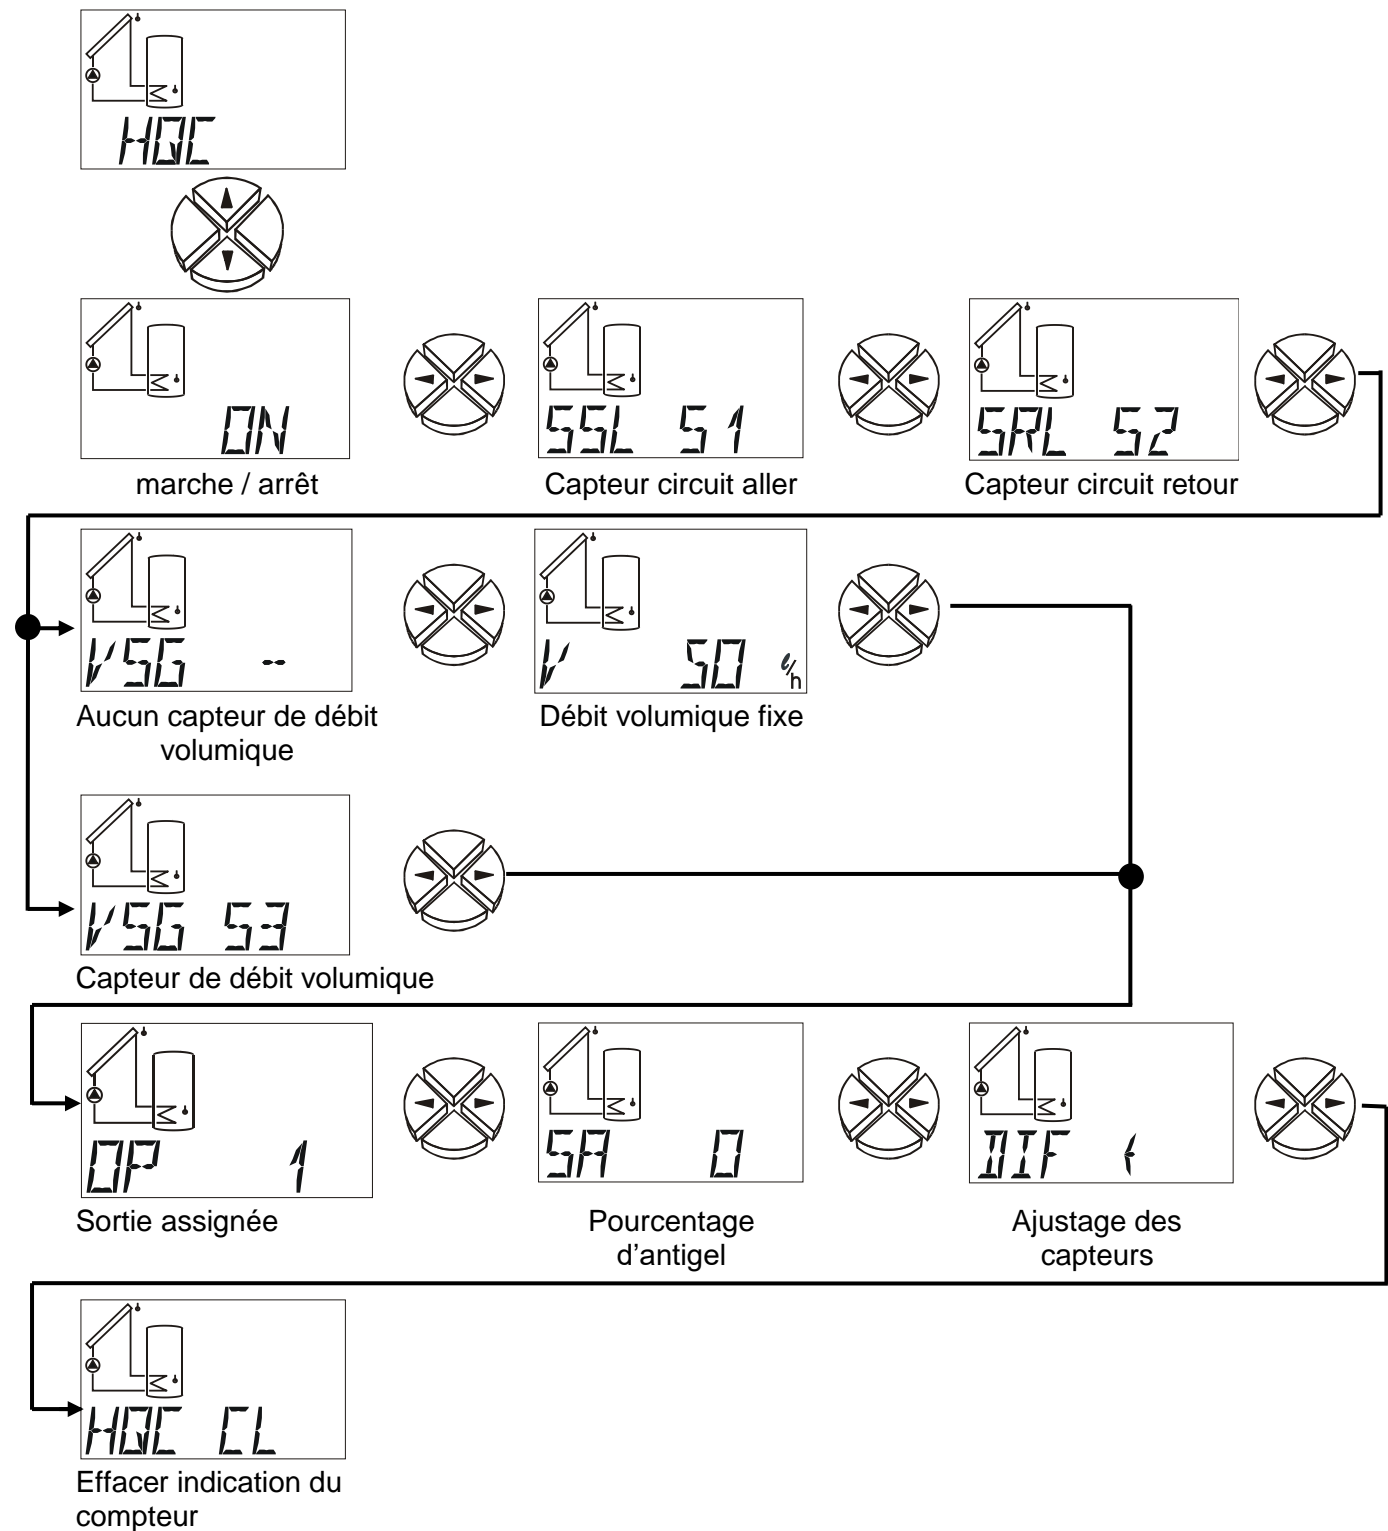 HQC
ON
SSL S1
SRL S2
marche / arrêt
Capteur circuit aller
Capteur circuit retour
VSG -
V 50 l/h
Aucun capteur de débit
volumique
Débit volumique fixe
VSG S3
Capteur de débit volumique
OP 1
SA 0
DIF
Sortie assignée
Pourcentage
d’antigel
Ajustage des
capteurs
HQC CL
Effacer indication du
compteur